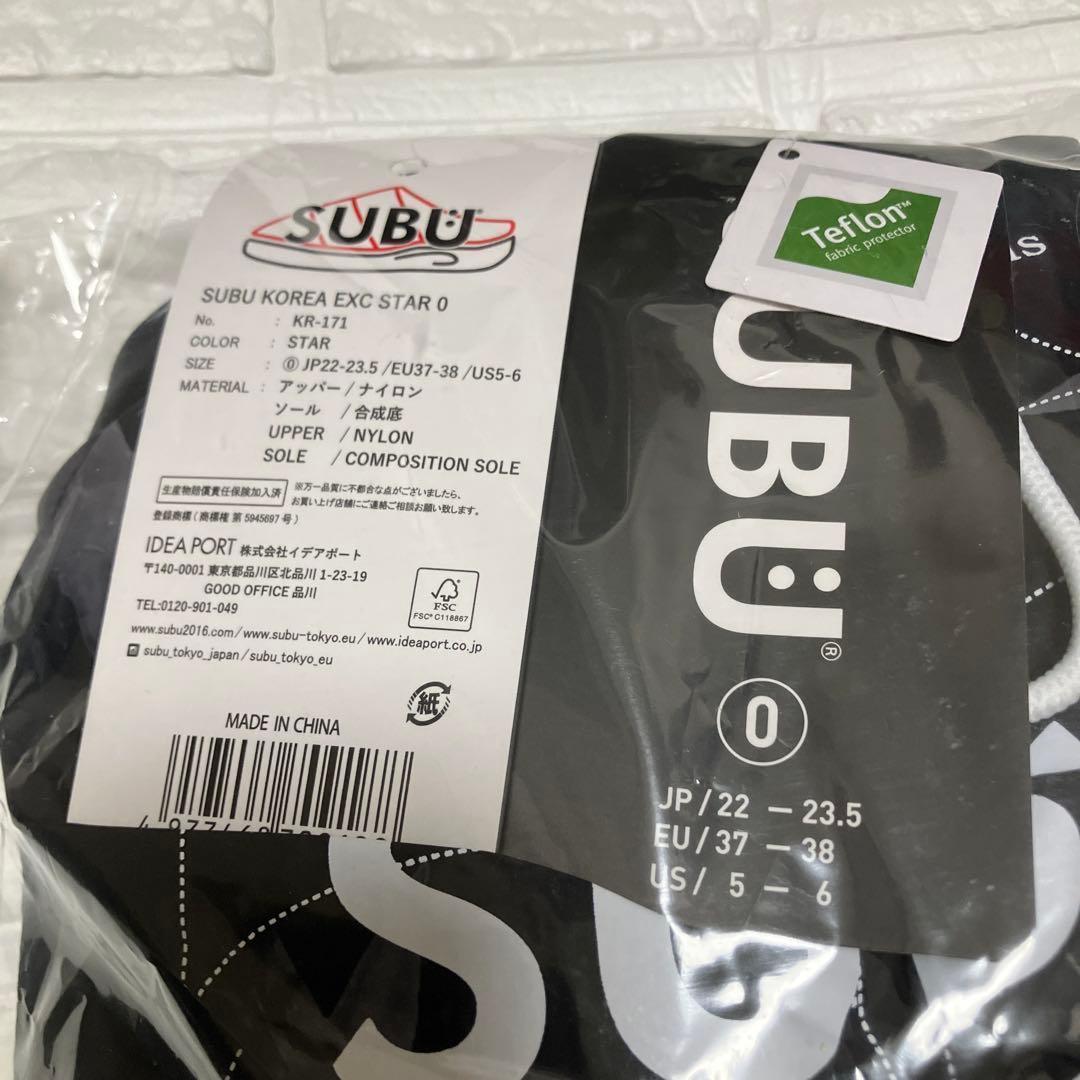 SUBU
SUBU KOREA EXC STAR 0
No. : KR-171
COLOR : STAR
SIZE : ⓪ JP22-23.5 /EU37-38 /US5-6
MATERIAL : アッパー/ナイロン
ソール /合成底
UPPER /NYLON
SOLE /COMPOSITION SOLE
生産物賠償責任保険加入済
※万一品質に不都合な点がございましたら、
お買い上げ店舗にご連絡ご相談お願い致します。
登録商標(商標権 第5945697号)
IDEA PORT 株式会社イデアポート
〒140-0001 東京都品川区北品川1-23-19
GOOD OFFICE 品川
TEL:0120-901-049
FSC
FSC® C118867
www.subu2016.com/www.subu-tokyo.eu/www.ideaport.co.jp
subu_tokyo_japan/subu_tokyo_eu
紙
MADE IN CHINA
Teflon™
fabric protector
UBU®
0
JP/22 — 23.5
EU/37 — 38
US/ 5 — 6